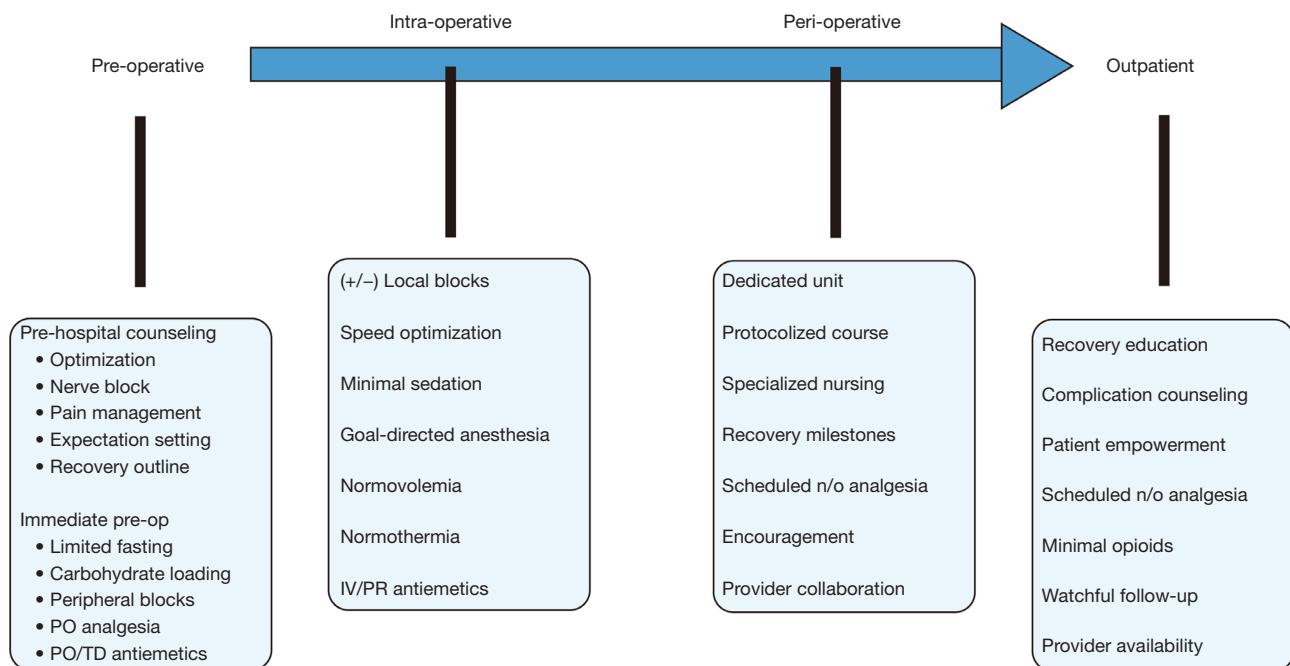 Pre-operative
Intra-operative
Peri-operative
Outpatient
Pre-hospital counseling
• Optimization
• Nerve block
• Pain management
• Expectation setting
• Recovery outline
Immediate pre-op
• Limited fasting
• Carbohydrate loading
• Peripheral blocks
• PO analgesia
• PO/TD antiemetics
(+/–) Local blocks
Speed optimization
Minimal sedation
Goal-directed anesthesia
Normovolemia
Normothermia
IV/PR antiemetics
Dedicated unit
Protocolized course
Specialized nursing
Recovery milestones
Scheduled n/o analgesia
Encouragement
Provider collaboration
Recovery education
Complication counseling
Patient empowerment
Scheduled n/o analgesia
Minimal opioids
Watchful follow-up
Provider availability